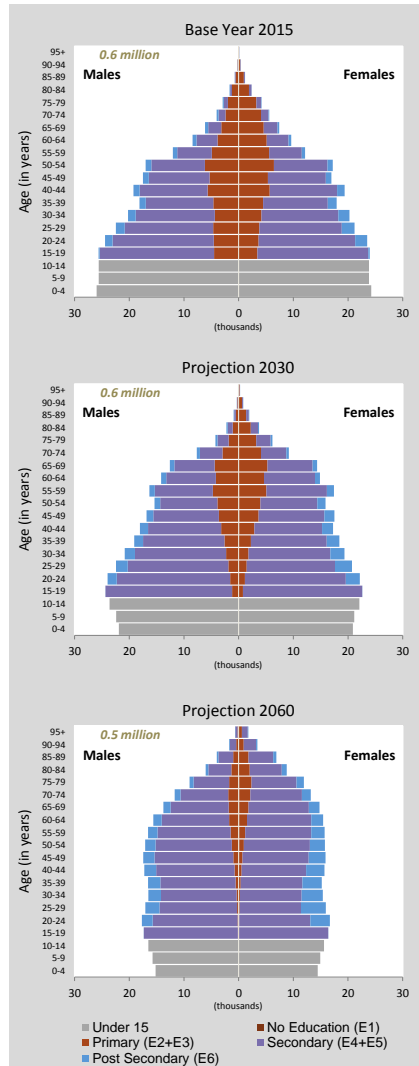 Base Year 2015
0.6 million
Males
Females
Age (in years)
95+
90-94
85-89
80-84
75-79
70-74
65-69
60-64
55-59
50-54
45-49
40-44
35-39
30-34
25-29
20-24
15-19
10-14
5-9
0-4
30 20 10 0 10 20 30
(thousands)
Projection 2030
0.6 million
Males
Females
Age (in years)
95+
90-94
85-89
80-84
75-79
70-74
65-69
60-64
55-59
50-54
45-49
40-44
35-39
30-34
25-29
20-24
15-19
10-14
5-9
0-4
30 20 10 0 10 20 30
(thousands)
Projection 2060
0.5 million
Males
Females
Age (in years)
95+
90-94
85-89
80-84
75-79
70-74
65-69
60-64
55-59
50-54
45-49
40-44
35-39
30-34
25-29
20-24
15-19
10-14
5-9
0-4
30 20 10 0 10 20 30
(thousands)
Under 15 No Education (E1)
Primary (E2+E3) Secondary (E4+E5)
Post Secondary (E6)